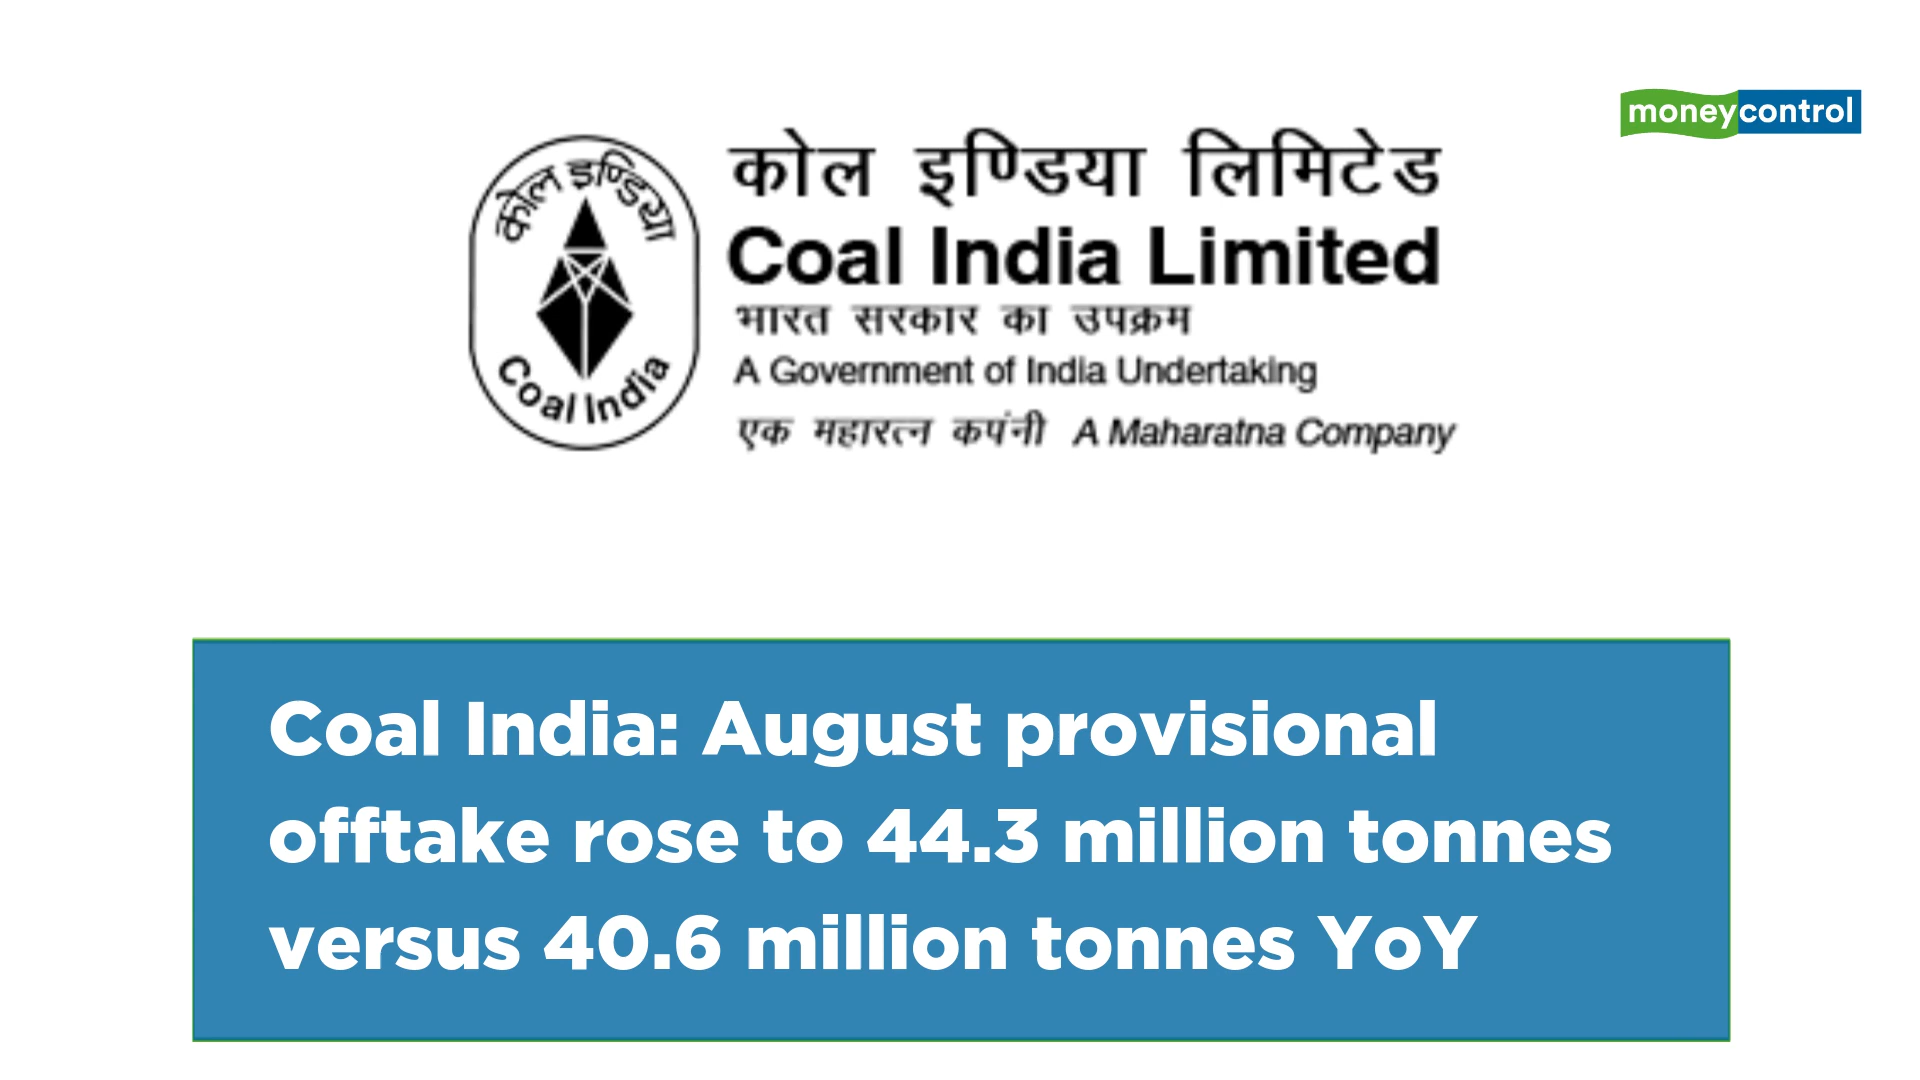 moneycontrol
कोल इण्डिया
Coal India
कोल इण्डिया लिमिटेड
Coal India Limited
भारत सरकार का उपक्रम
A Government of India Undertaking
एक महारत्न कपंनी A Maharatna Company
Coal India: August provisional
offtake rose to 44.3 million tonnes
versus 40.6 million tonnes YoY